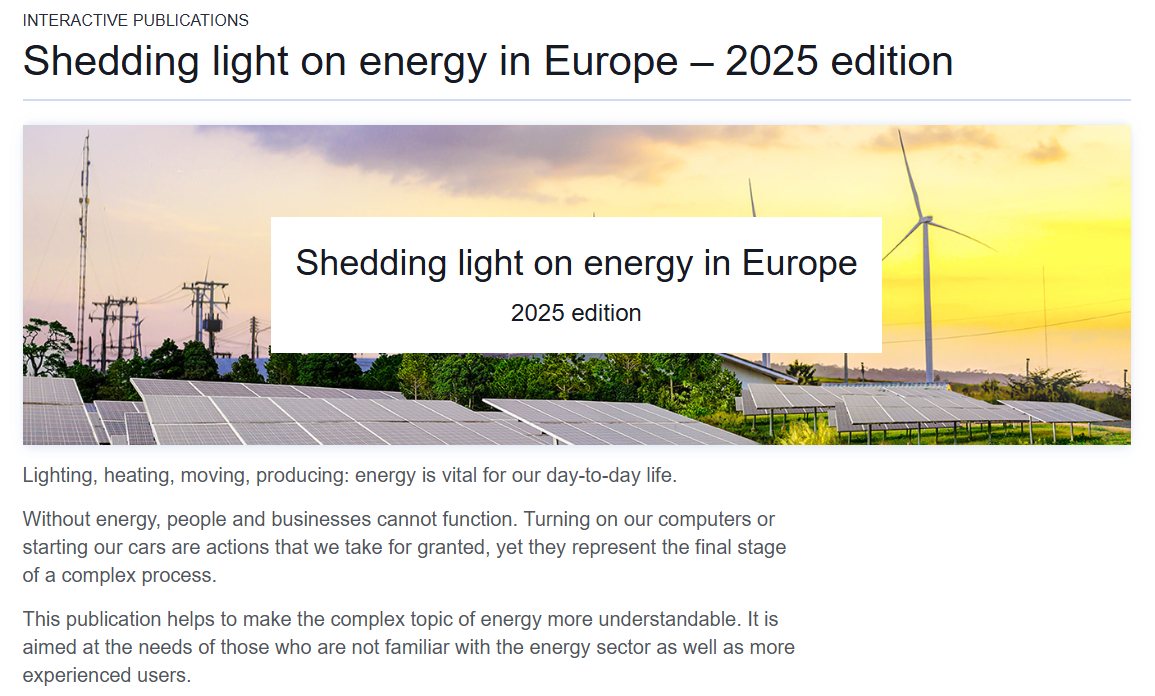 INTERACTIVE PUBLICATIONS
Shedding light on energy in Europe – 2025 edition
Shedding light on energy in Europe
2025 edition
Lighting, heating, moving, producing: energy is vital for our day-to-day life.
Without energy, people and businesses cannot function. Turning on our computers or
starting our cars are actions that we take for granted, yet they represent the final stage
of a complex process.
This publication helps to make the complex topic of energy more understandable. It is
aimed at the needs of those who are not familiar with the energy sector as well as more
experienced users.